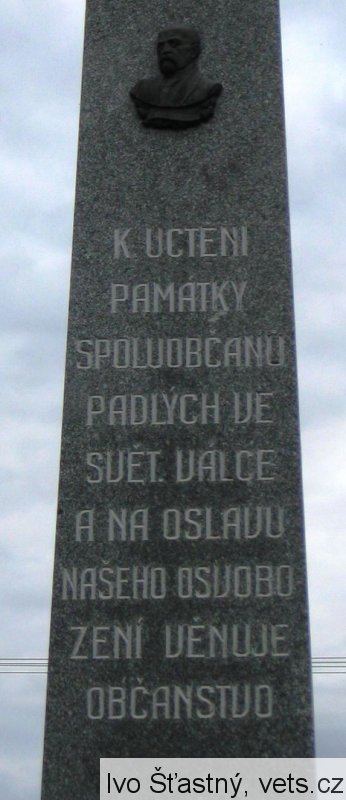 K UCTĚNÍ
PAMÁTKY
SPOLUOBČANŮ
PADLÝCH VE
SVĚT. VÁLCE
A NA OSLAVU
NAŠEHO OSVOBO
ZENÍ VĚNUJE
OBČANSTVO
Ivo Šťastný, vets.cz